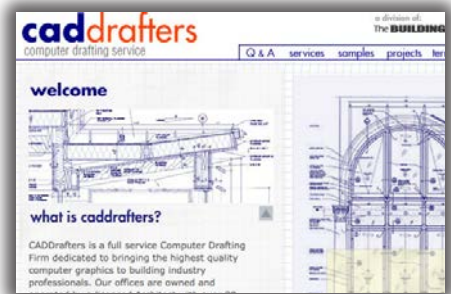 caddrafters
computer drafting service
a division of:
The BUILDING
Q & A services samples projects
welcome
what is caddrafters?
CADDrafters is a full service Computer Drafting
Firm dedicated to bringing the highest quality
computer graphics to building industry
professionals. Our offices are owned and